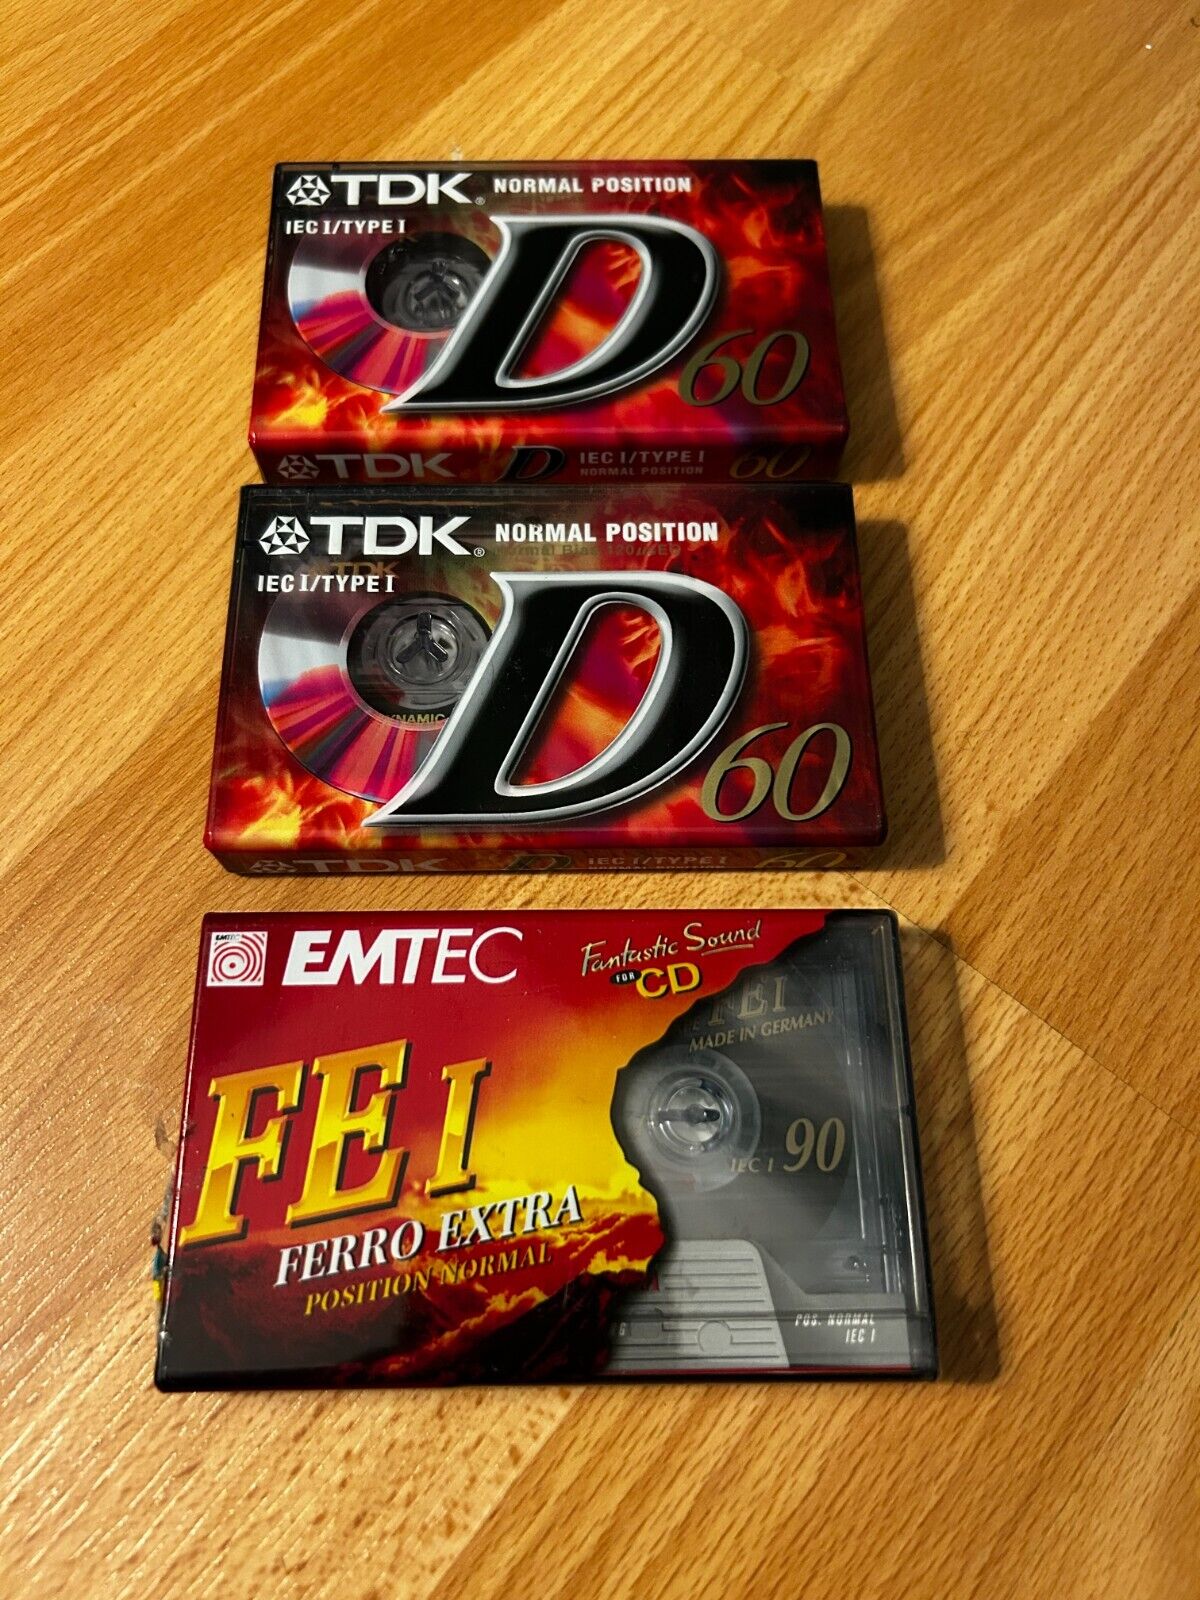 TDK® NORMAL POSITION
IEC I/TYPE I
D 60
TDK D IEC I/TYPE I 60
NORMAL POSITION
TDK® NORMAL POSITION
IEC I/TYPE I
TDK
D 60
TDK D IEC I/TYPE I 60
NORMAL POSITION
EMTEC EMTEC Fantastic Sound
FOR CD
FE I
MADE IN GERMANY
FE I
IEC I 90
FERRO EXTRA
POSITION NORMAL
POS. NORMAL
IEC I